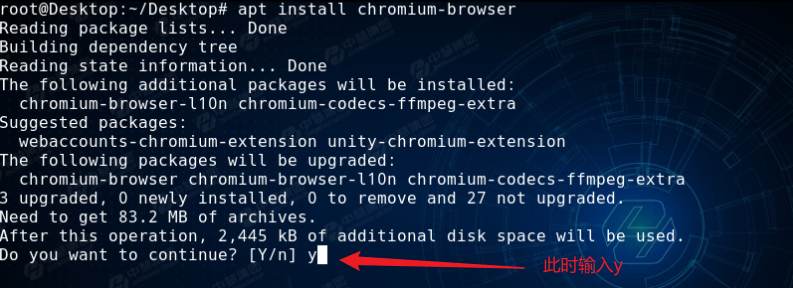 root@Desktop:~/Desktop# apt install chromium-browser
Reading package lists... Done
Building dependency tree
Reading state information... Done
The following additional packages will be installed:
  chromium-browser-l10n chromium-codecs-ffmpeg-extra
Suggested packages:
  webaccounts-chromium-extension unity-chromium-extension
The following packages will be upgraded:
  chromium-browser chromium-browser-l10n chromium-codecs-ffmpeg-extra
3 upgraded, 0 newly installed, 0 to remove and 27 not upgraded.
Need to get 83.2 MB of archives.
After this operation, 2,445 kB of additional disk space will be used.
Do you want to continue? [Y/n] y
此时输入y